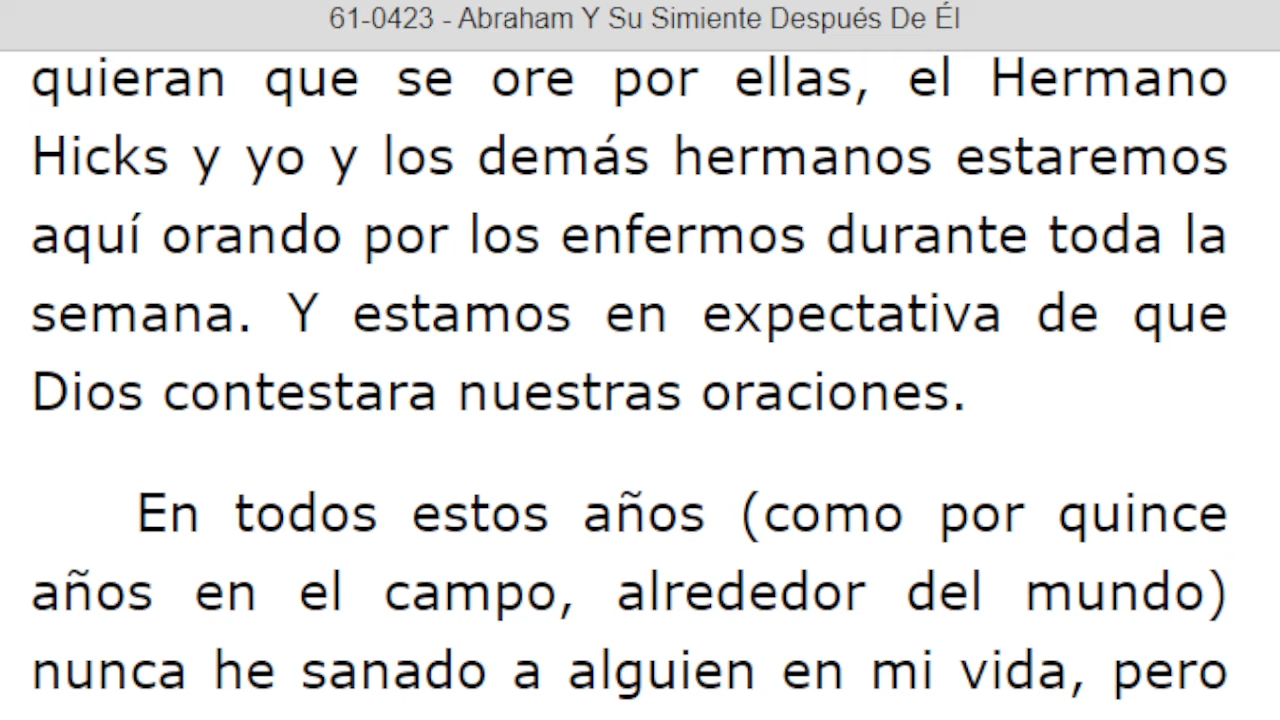 61-0423 - Abraham Y Su Simiente Después De Él
quieran que se ore por ellas, el Hermano
Hicks y yo y los demás hermanos estaremos
aquí orando por los enfermos durante toda la
semana. Y estamos en expectativa de que
Dios contestara nuestras oraciones.
En todos estos años (como por quince
años en el campo, alrededor del mundo)
nunca he sanado a alguien en mi vida, pero